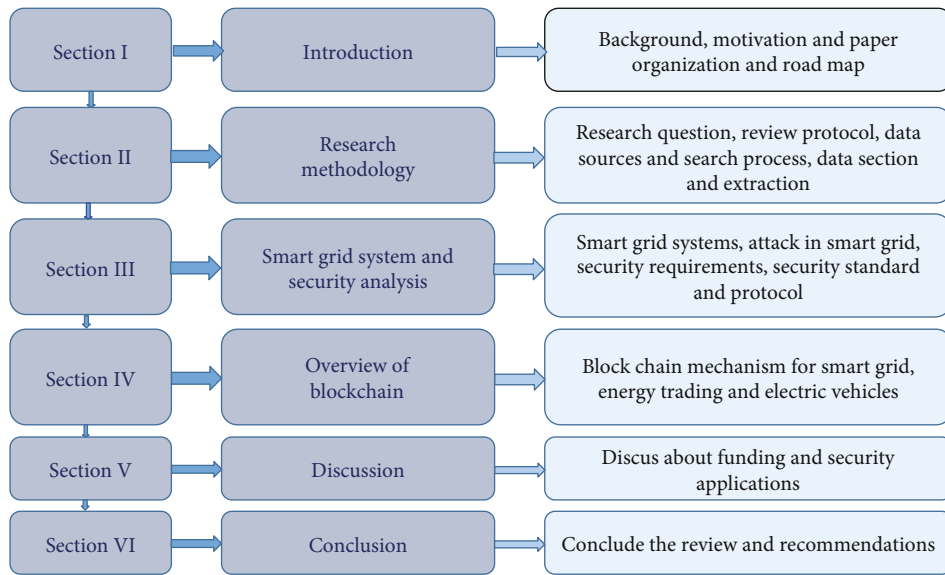 Section I
Introduction
Background, motivation and paper
organization and road map
Section II
Research
methodology
Research question, review protocol, data
sources and search process, data section
and extraction
Section III
Smart grid system and
security analysis
Smart grid systems, attack in smart grid,
security requirements, security standard
and protocol
Section IV
Overview of
blockchain
Block chain mechanism for smart grid,
energy trading and electric vehicles
Section V
Discussion
Discus about funding and security
applications
Section VI
Conclusion
Conclude the review and recommendations